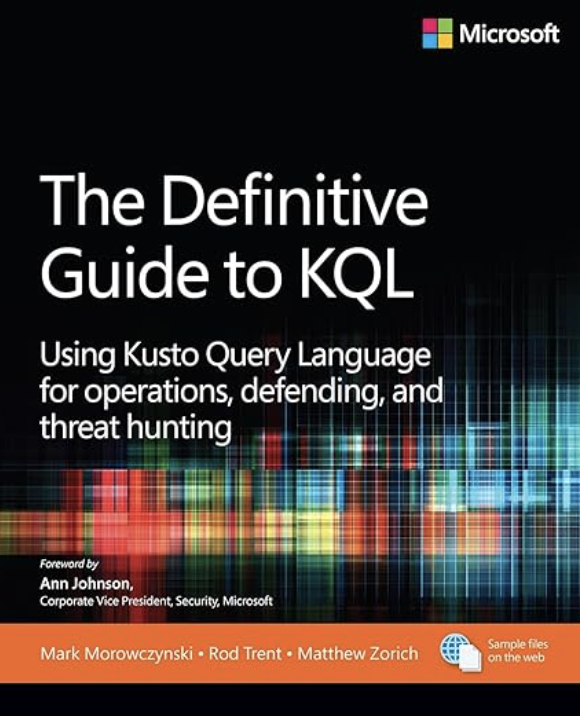 Microsoft
The Definitive
Guide to KQL
Using Kusto Query Language
for operations, defending, and
threat hunting
Foreword by
Ann Johnson,
Corporate Vice President, Security, Microsoft
Mark Morowczynski • Rod Trent • Matthew Zorich
Sample files
on the web